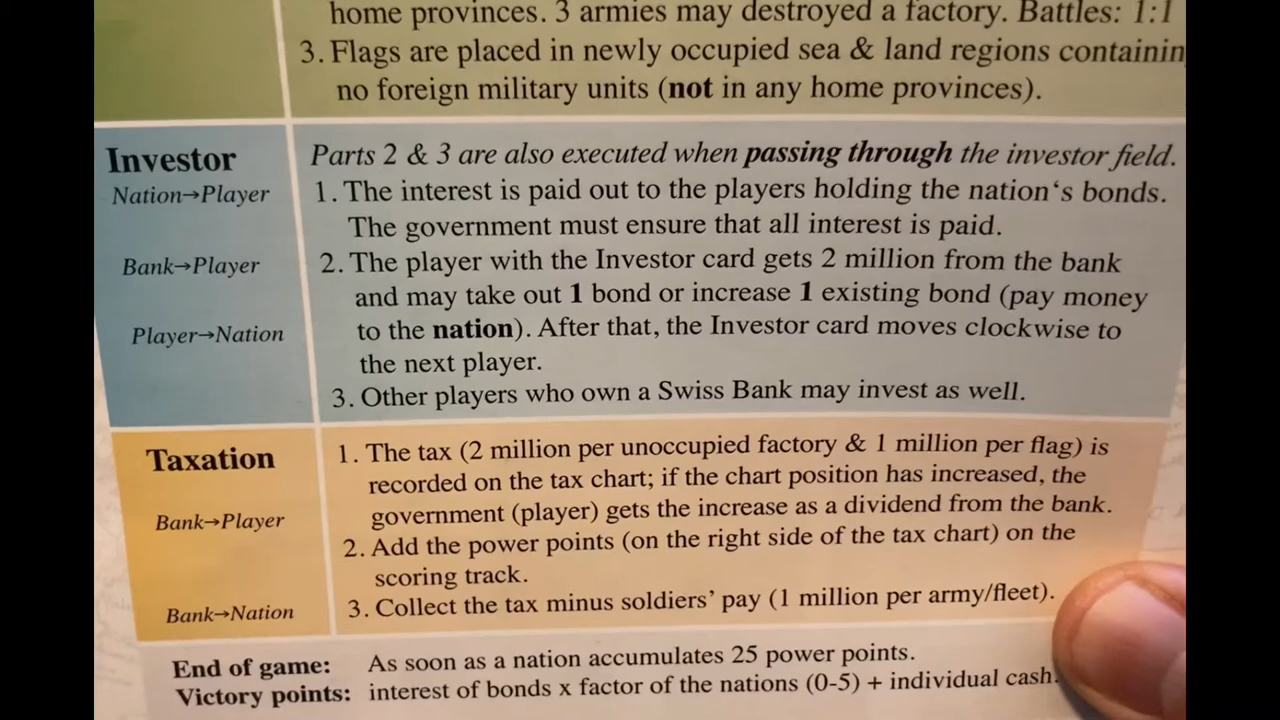 home provinces. 3 armies may destroyed a factory. Battles: 1:1
3. Flags are placed in newly occupied sea & land regions containin
no foreign military units (not in any home provinces).
Investor
Parts 2 & 3 are also executed when passing through the investor field.
Nation→Player
1. The interest is paid out to the players holding the nation‘s bonds.
The government must ensure that all interest is paid.
Bank→Player
2. The player with the Investor card gets 2 million from the bank
and may take out 1 bond or increase 1 existing bond (pay money
Player→Nation
to the nation). After that, the Investor card moves clockwise to
the next player.
3. Other players who own a Swiss Bank may invest as well.
Taxation
1. The tax (2 million per unoccupied factory & 1 million per flag) is
recorded on the tax chart; if the chart position has increased, the
Bank→Player
government (player) gets the increase as a dividend from the bank.
2. Add the power points (on the right side of the tax chart) on the
scoring track.
Bank→Nation
3. Collect the tax minus soldiers’ pay (1 million per army/fleet).
End of game: As soon as a nation accumulates 25 power points.
Victory points: interest of bonds x factor of the nations (0-5) + individual cash.